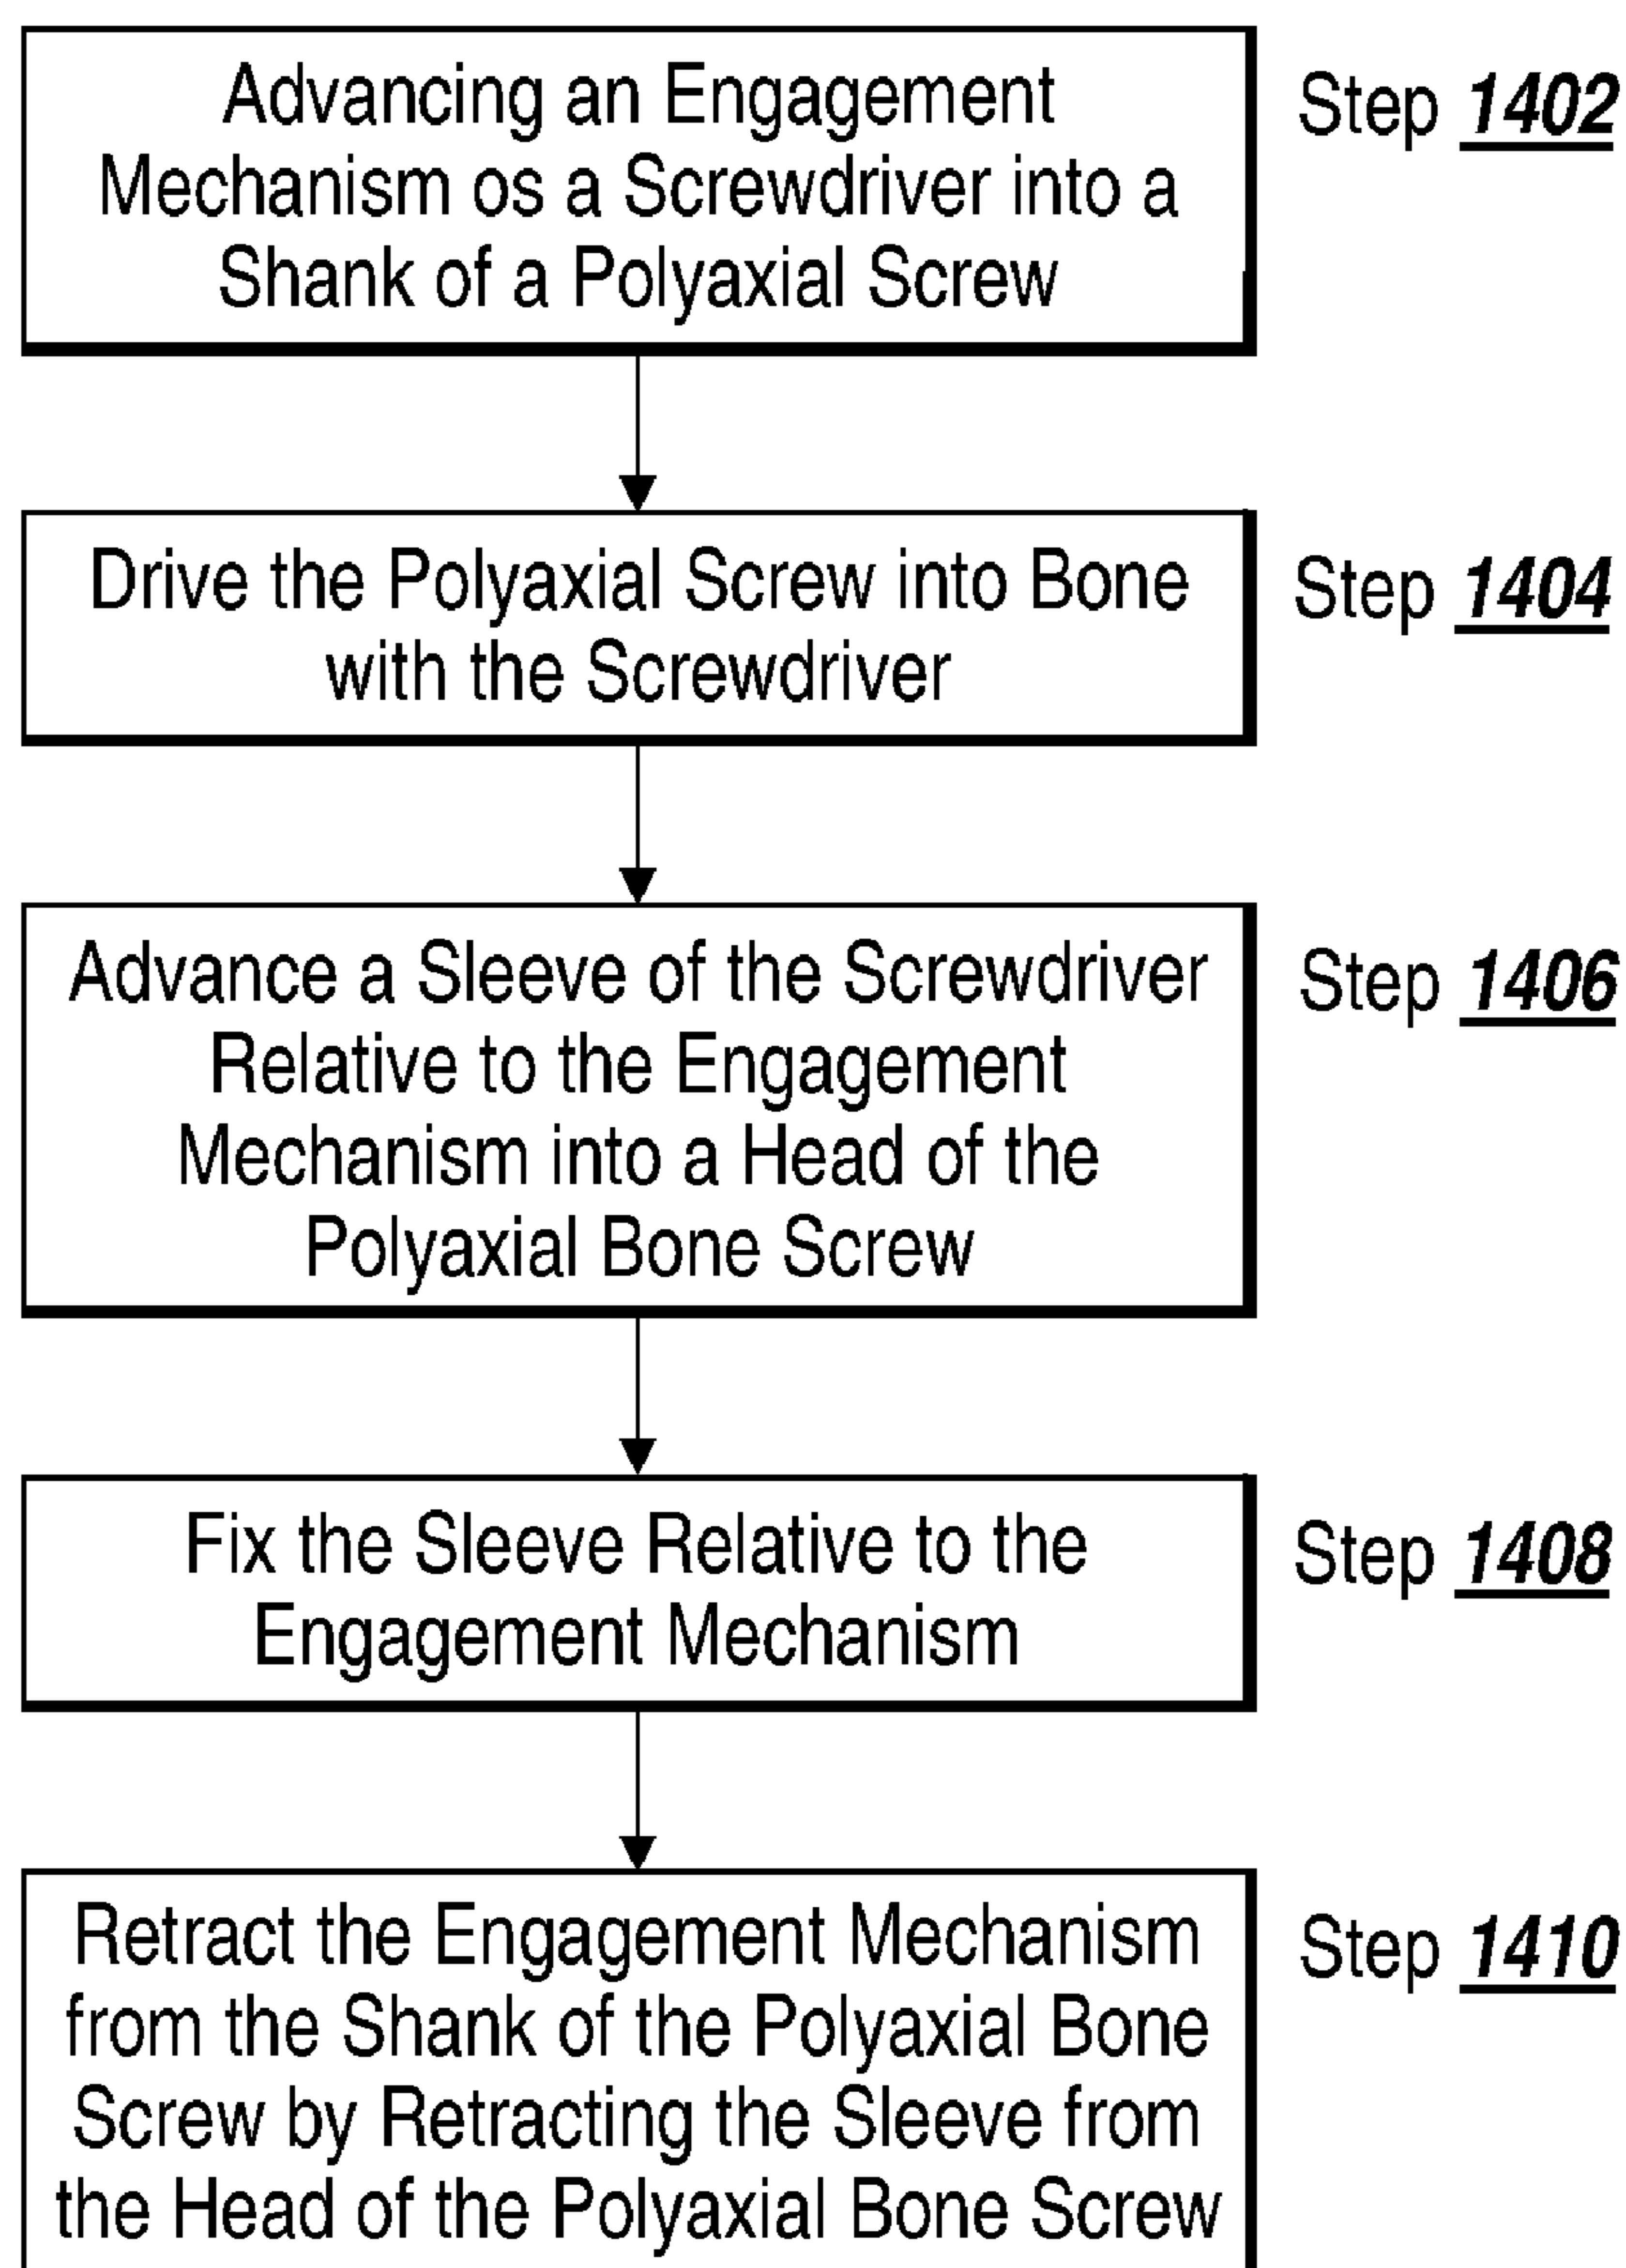 Advancing an Engagement
Mechanism os a Screwdriver into a
Shank of a Polyaxial Screw
Step 1402
Drive the Polyaxial Screw into Bone
with the Screwdriver
Step 1404
Advance a Sleeve of the Screwdriver
Relative to the Engagement
Mechanism into a Head of the
Polyaxial Bone Screw
Step 1406
Fix the Sleeve Relative to the
Engagement Mechanism
Step 1408
Retract the Engagement Mechanism
from the Shank of the Polyaxial Bone
Screw by Retracting the Sleeve from
the Head of the Polyaxial Bone Screw
Step 1410